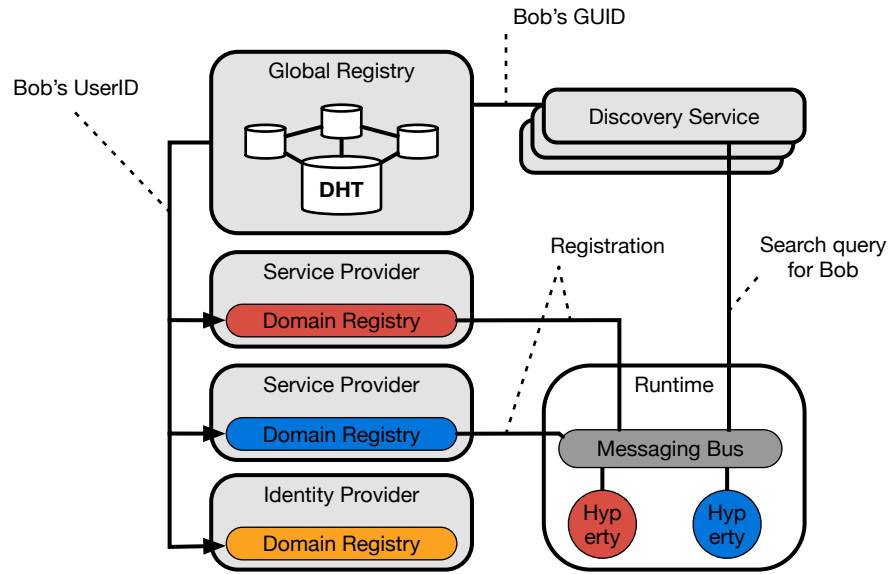 Bob's GUID
Global Registry
Bob's UserID
Discovery Service
DHT
Registration
Search query
for Bob
Service Provider
Domain Registry
Service Provider
Runtime
Domain Registry
Messaging Bus
Identity Provider
Hyp
erty
Hyp
erty
Domain Registry